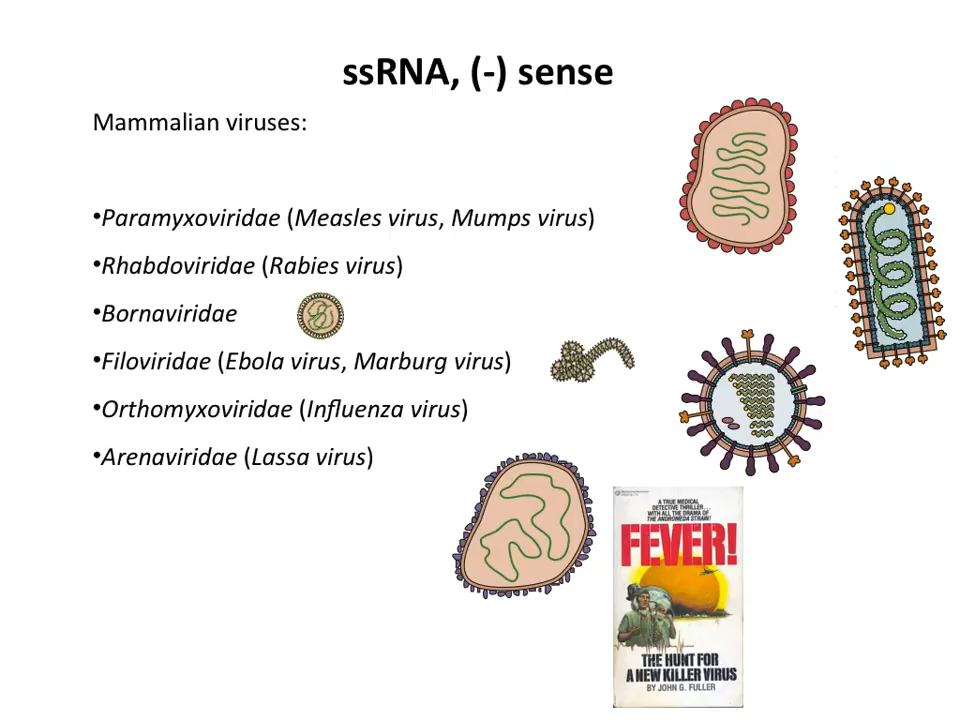 ssRNA, (-) sense
Mammalian viruses:
•Paramyxoviridae (Measles virus, Mumps virus)
•Rhabdoviridae (Rabies virus)
•Bornaviridae
•Filoviridae (Ebola virus, Marburg virus)
•Orthomyxoviridae (Influenza virus)
•Arenaviridae (Lassa virus)
A TRUE MEDICAL
DETECTIVE THRILLER...
WITH ALL THE DRAMA OF
THE ANDROMEDA STRAIN!
FEVER!
THE HUNT FOR
A NEW KILLER VIRUS
BY JOHN G. FULLER